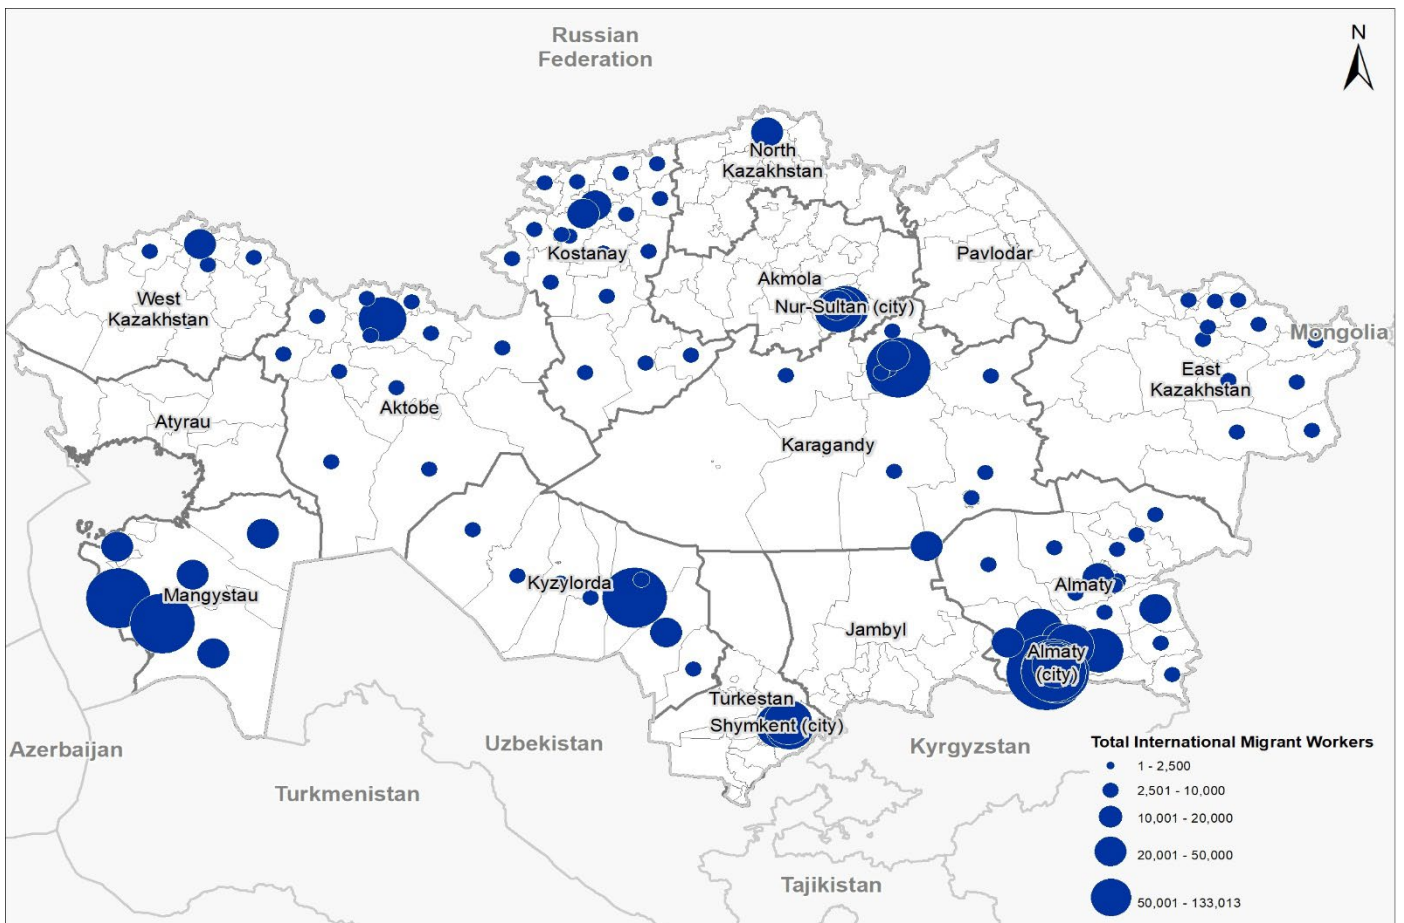 Russian
Federation
N
North
Kazakhstan
Kostanay
Pavlodar
Akmola
Nur-Sultan (city)
West
Kazakhstan
Mongolia
East
Kazakhstan
Aktobe
Atyrau
Karagandy
Kyzylorda
Almaty
Mangystau
Jambyl
Almaty
(city)
Turkestan
Shymkent (city)
Azerbaijan
Uzbekistan
Kyrgyzstan
Turkmenistan
Tajikistan
Total International Migrant Workers
1 - 2,500
2,501 - 10,000
10,001 - 20,000
20,001 - 50,000
50,001 - 133,013